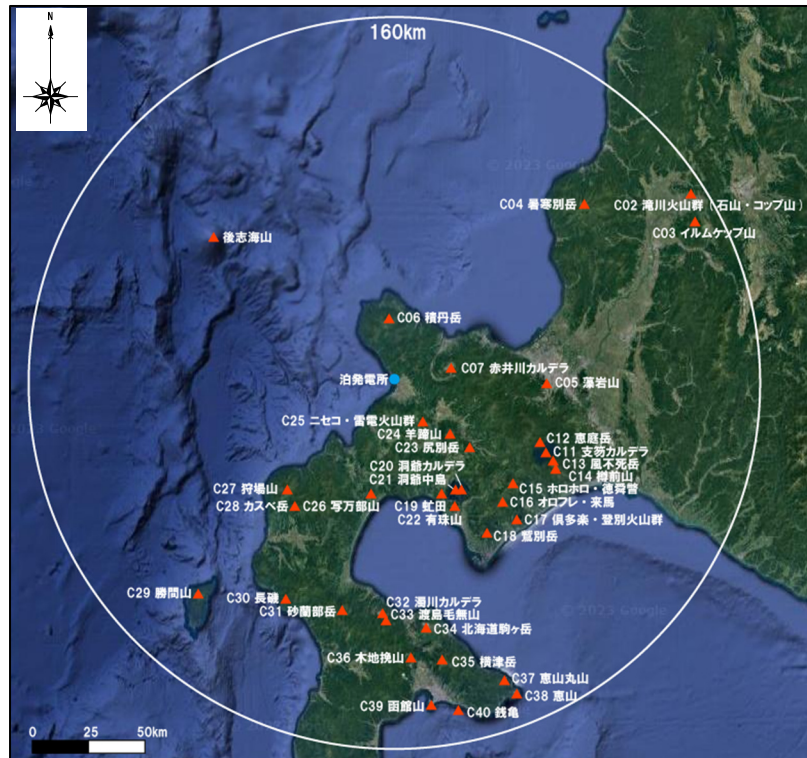 N
160km
© 2023 Google
C04 暑寒別岳
C02 滝川火山群(石山・コップ山)
C03 イルムケップ山
後志海山
C06 積丹岳
C07 赤井川カルデラ
泊発電所
C05 藻岩山
C25 ニセコ・雷電火山群
C24 羊蹄山
C23 尻別岳
C12 恵庭岳
C11 支笏カルデラ
C13 風不死岳
C14 樽前山
C20 洞爺カルデラ
C21 洞爺中島
C15 ホロホロ・徳舜瞥
C27 狩場山
C28 カスベ岳
C26 写万部山
C19 虻田
C16 オロフレ・来馬
C22 有珠山
C17 倶多楽・登別火山群
C18 鷲別岳
C29 勝澗山
C30 長磯
C31 砂蘭部岳
C32 濁川カルデラ
C33 渡島毛無山
© 2023 Google
C34 北海道駒ヶ岳
C36 木地挽山
C35 横津岳
C37 恵山丸山
C38 恵山
C39 函館山
C40 銭亀
0 25 50km